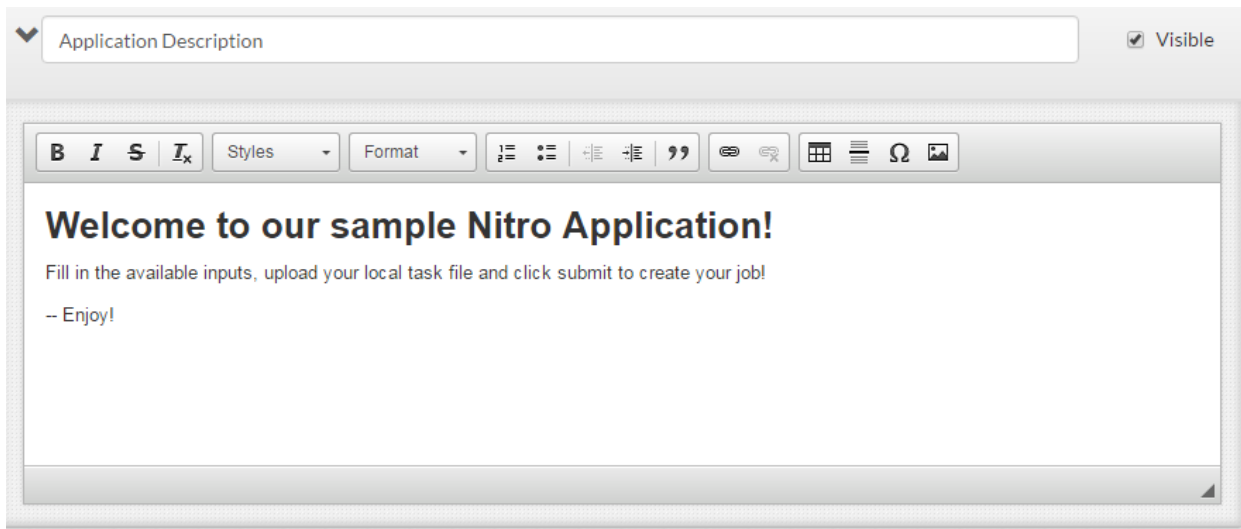 Application Description
Visible
B I S Ix Styles Format Ω
Welcome to our sample Nitro Application!
Fill in the available inputs, upload your local task file and click submit to create your job!
-- Enjoy!